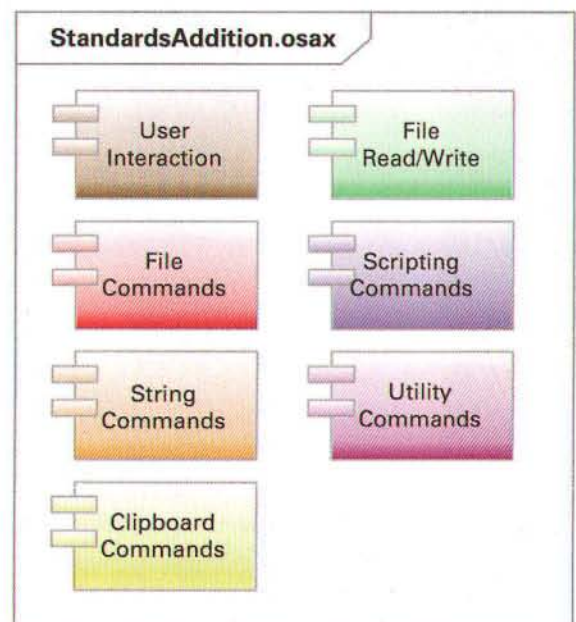 StandardsAddition.osax
User
Interaction
File
Read/Write
File
Commands
Scripting
Commands
String
Commands
Utility
Commands
Clipboard
Commands